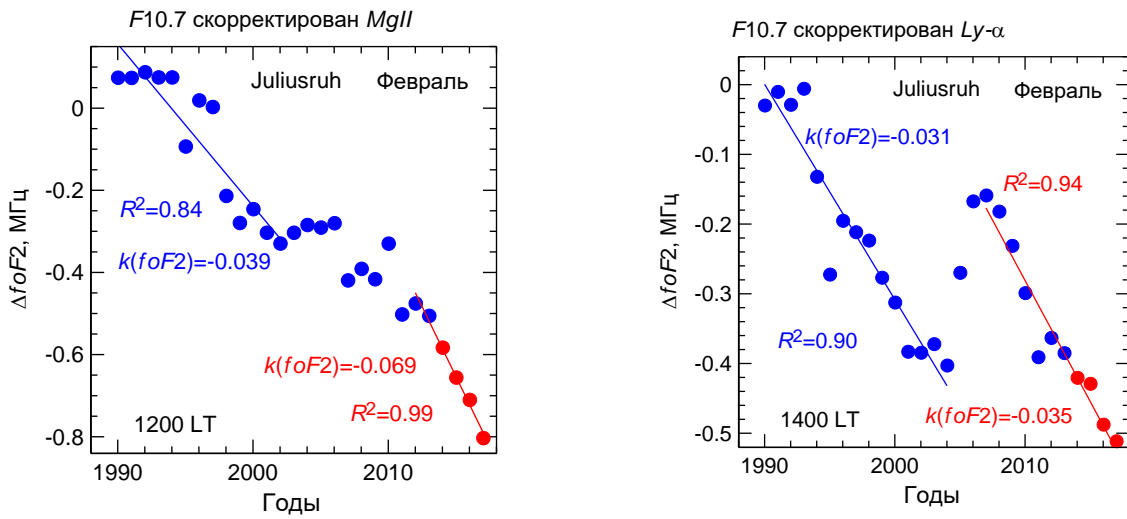 F10.7 скорректирован MgII
0
-0.2
-0.4
-0.6
-0.8
ΔfoF2, МГц
Juliusruh Февраль
R²=0.84
k(foF2)=-0.039
k(foF2)=-0.069
R²=0.99
1200 LT
1990 2000 2010
Годы
F10.7 скорректирован Ly-α
0
-0.1
-0.2
-0.3
-0.4
-0.5
ΔfoF2, МГц
Juliusruh Февраль
k(foF2)=-0.031
R²=0.94
R²=0.90
k(foF2)=-0.035
1400 LT
1990 2000 2010
Годы